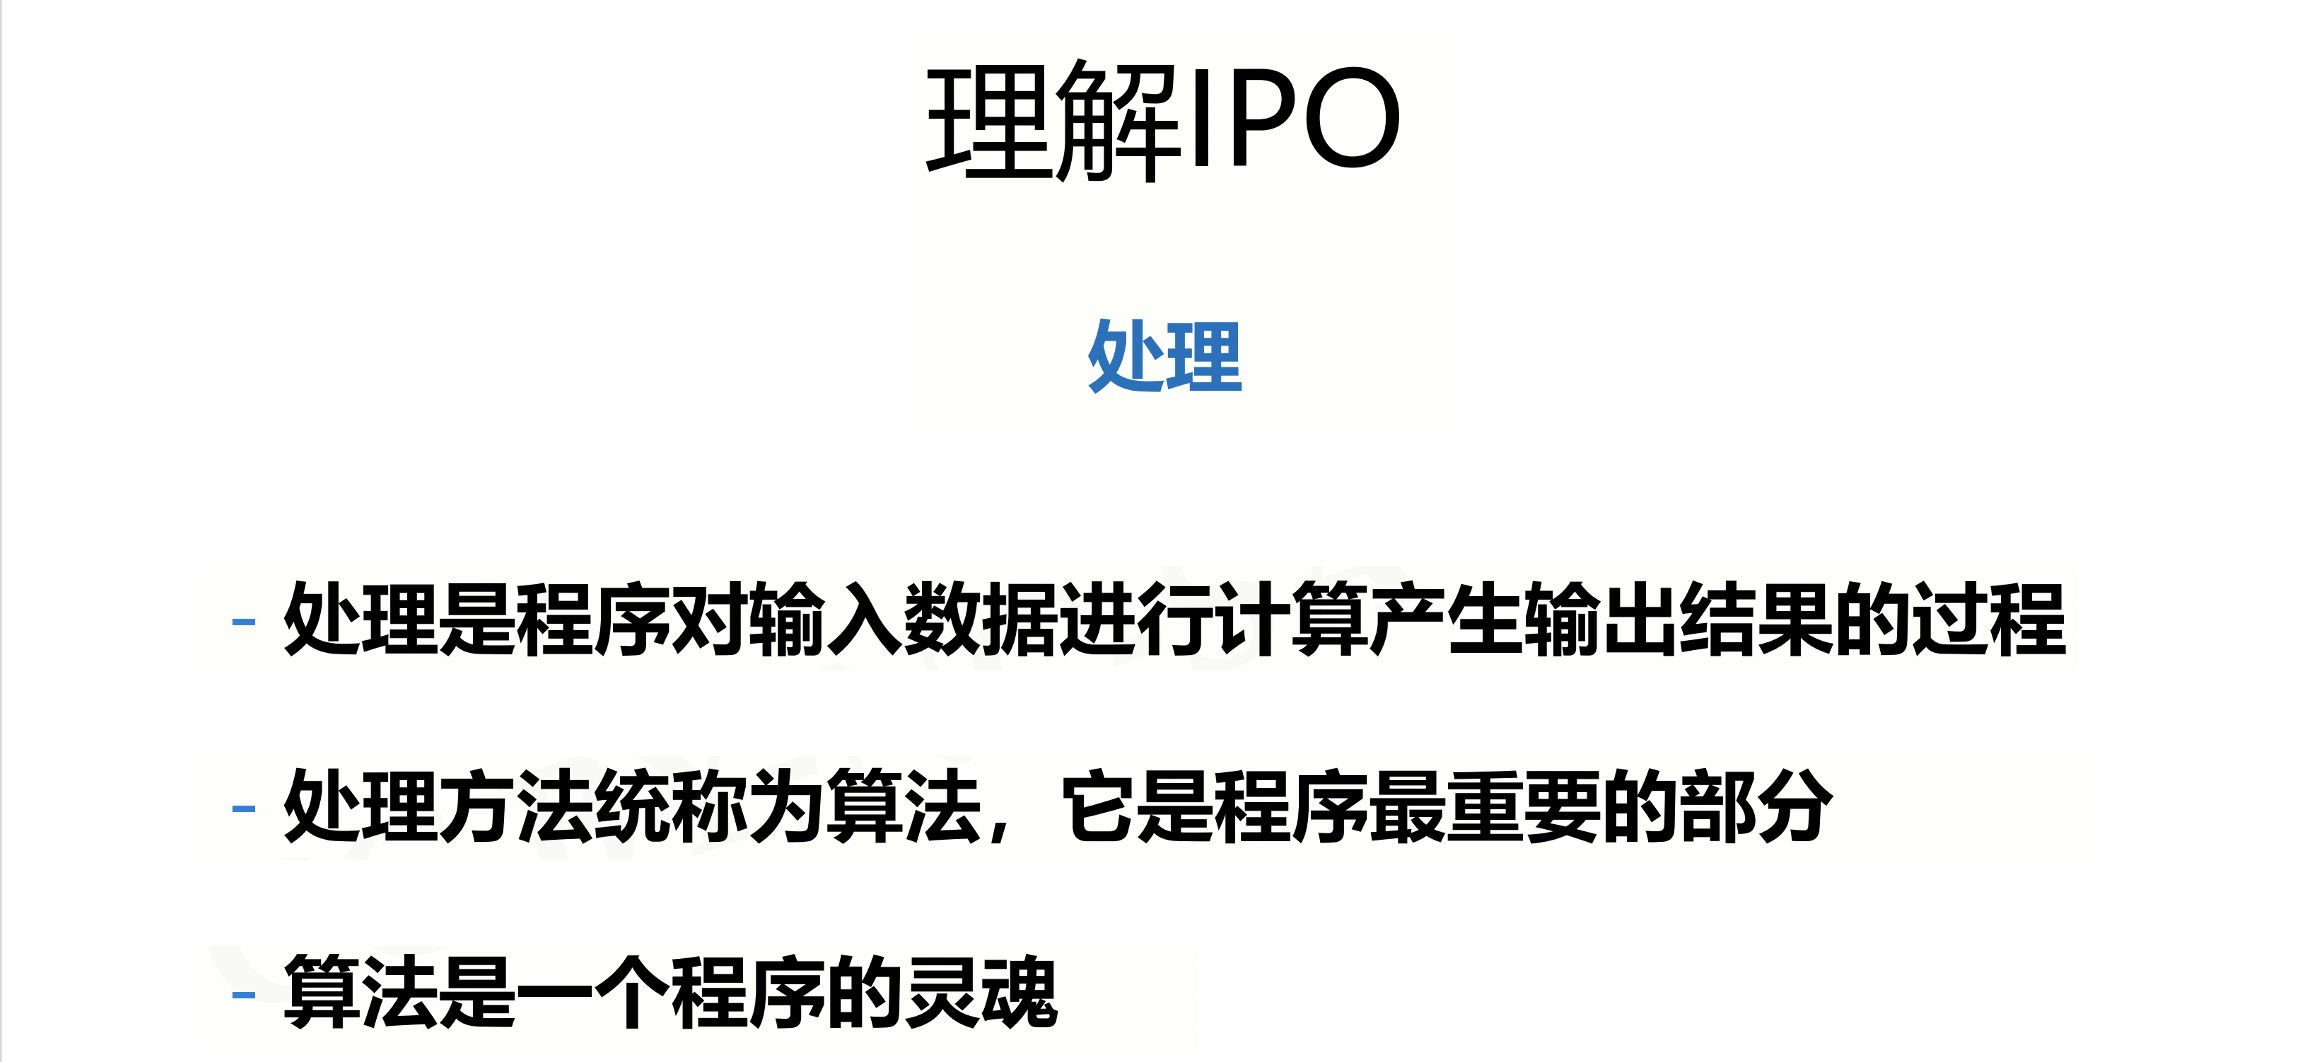 理解IPO
处理
- 处理是程序对输入数据进行计算产生输出结果的过程
- 处理方法统称为算法，它是程序最重要的部分
- 算法是一个程序的灵魂